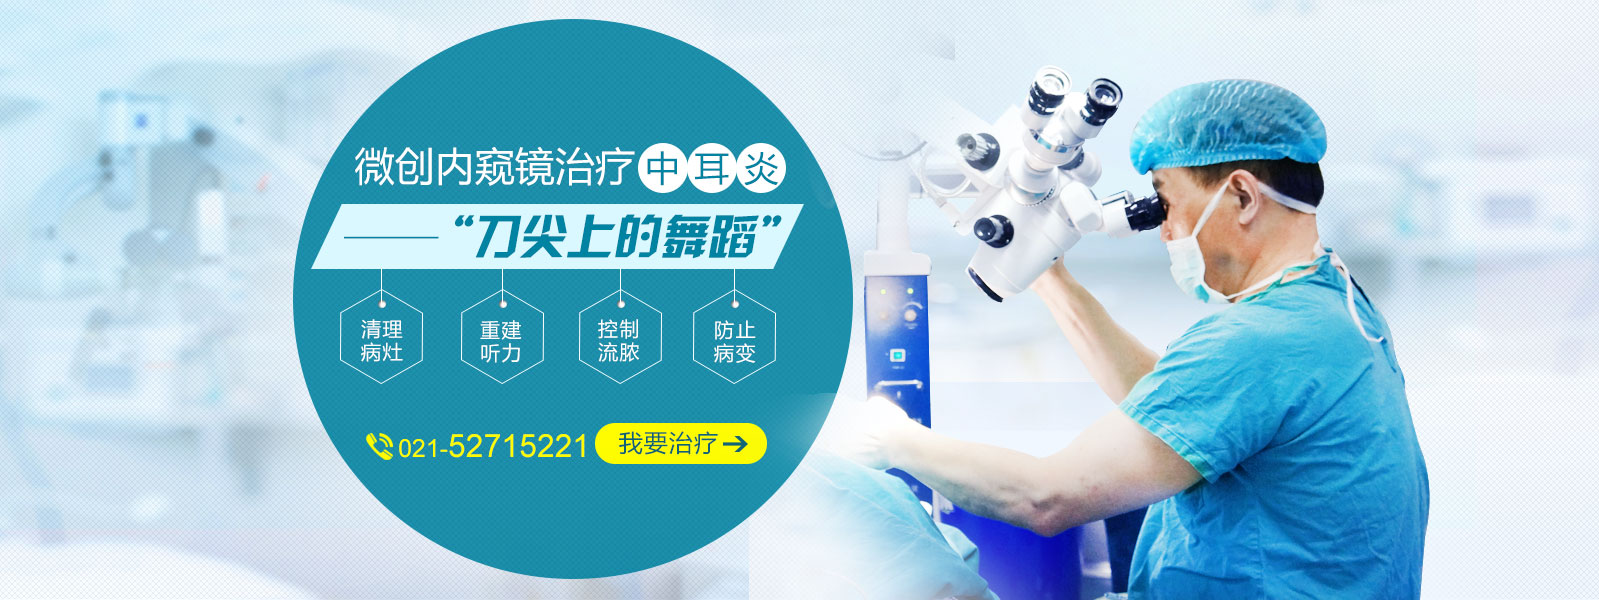 微创内窥镜治疗中耳炎
——“刀尖上的舞蹈”
清理
病灶
重建
听力
控制
流脓
防止
病变
021-52715221
我要治疗→